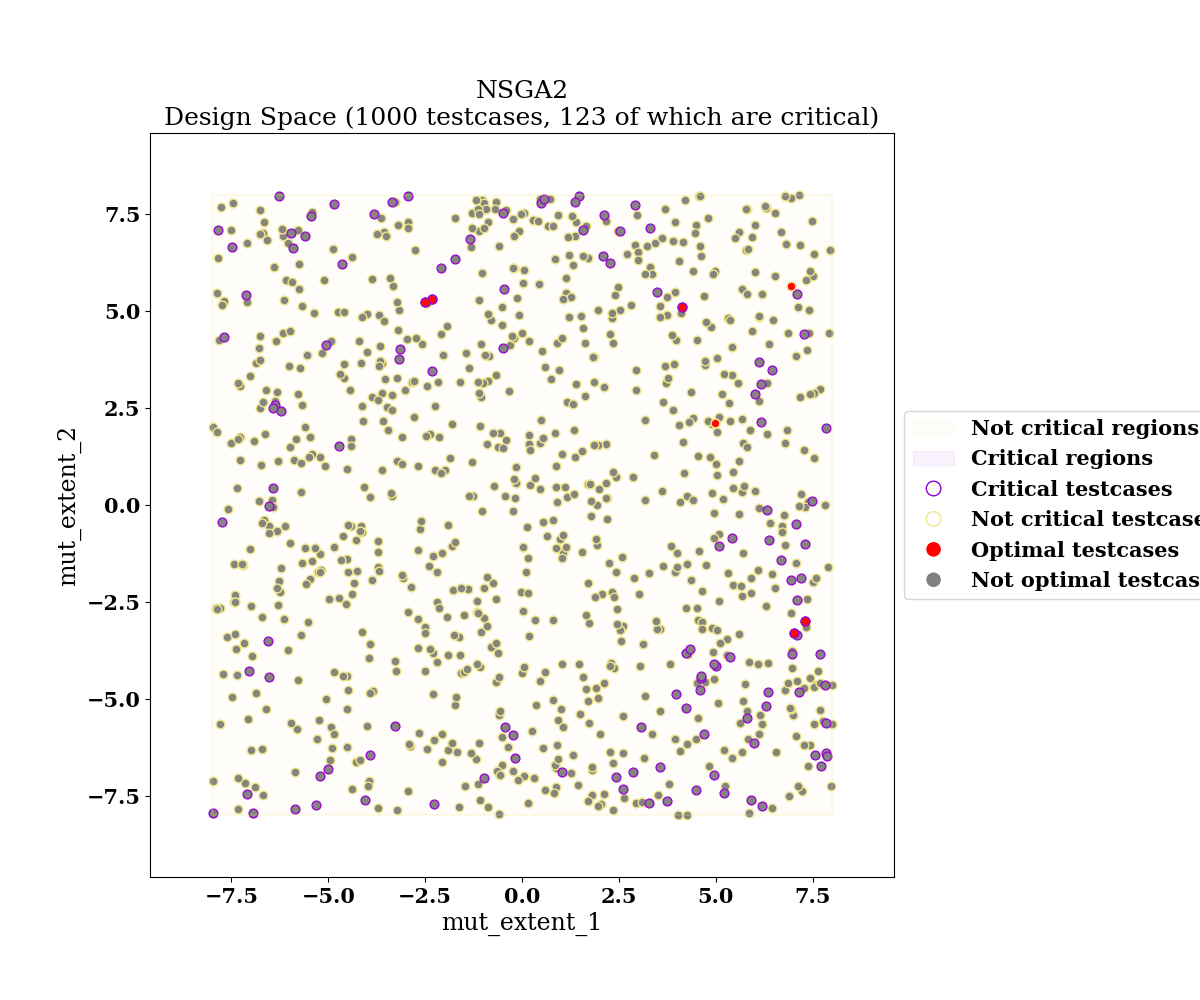 NSGA2
Design Space (1000 testcases, 123 of which are critical)
7.5
5.0
2.5
0.0
−2.5
−5.0
−7.5
mut_extent_2
−7.5 −5.0 −2.5 0.0 2.5 5.0 7.5
mut_extent_1
Not critical regions
Critical regions
Critical testcases
Not critical testcase
Optimal testcases
Not optimal testcas